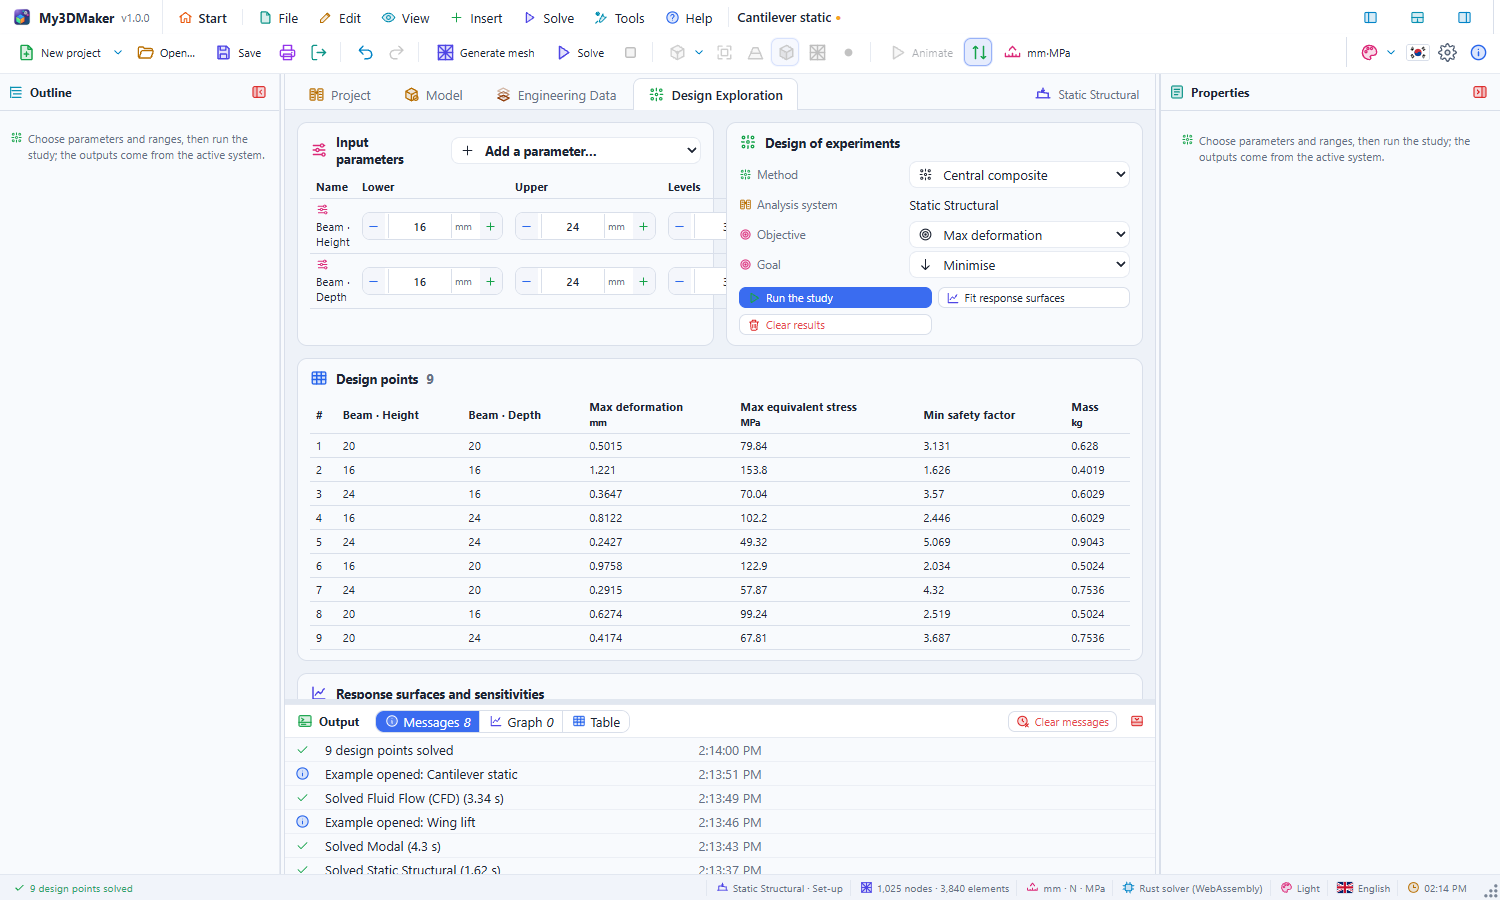 My3DMaker v1.0.0
Start
File
Edit
View
Insert
Solve
Tools
Help
Cantilever static
New project
Open...
Save
Generate mesh
Solve
Animate
mm·MPa
Outline
Choose parameters and ranges, then run the
study; the outputs come from the active system.
Project
Model
Engineering Data
Design Exploration
Static Structural
Input
parameters
Add a parameter...
Name Lower Upper Levels
Beam ·
Height
16 mm
24 mm
Beam ·
Depth
16 mm
24 mm
Design of experiments
Method Central composite
Analysis system Static Structural
Objective Max deformation
Goal Minimise
Run the study
Fit response surfaces
Clear results
Design points 9
# Beam · Height Beam · Depth Max deformation mm Max equivalent stress MPa Min safety factor Mass kg
1 20 20 0.5015 79.84 3.131 0.628
2 16 16 1.221 153.8 1.626 0.4019
3 24 16 0.3647 70.04 3.57 0.6029
4 16 24 0.8122 102.2 2.446 0.6029
5 24 24 0.2427 49.32 5.069 0.9043
6 16 20 0.9758 122.9 2.034 0.5024
7 24 20 0.2915 57.87 4.32 0.7536
8 20 16 0.6274 99.24 2.519 0.5024
9 20 24 0.4174 67.81 3.687 0.7536
Response surfaces and sensitivities
Output
Messages 8
Graph 0
Table
Clear messages
9 design points solved 2:14:00 PM
Example opened: Cantilever static 2:13:51 PM
Solved Fluid Flow (CFD) (3.34 s) 2:13:49 PM
Example opened: Wing lift 2:13:46 PM
Solved Modal (4.3 s) 2:13:43 PM
Solved Static Structural (1.62 s) 2:13:37 PM
Properties
Choose parameters and ranges, then run the study; the
outputs come from the active system.
9 design points solved
Static Structural · Set-up
1,025 nodes · 3,840 elements
mm · N · MPa
Rust solver (WebAssembly)
Light
English
02:14 PM